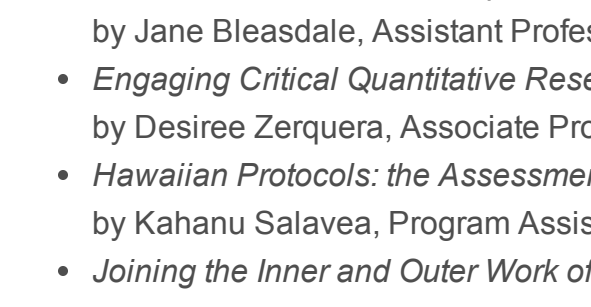 by Jane Bleasdale, Assistant Profes
Engaging Critical Quantitative Rese
by Desiree Zerquera, Associate Pro
Hawaiian Protocols: the Assessmen
by Kahanu Salavea, Program Assis
Joining the Inner and Outer Work of